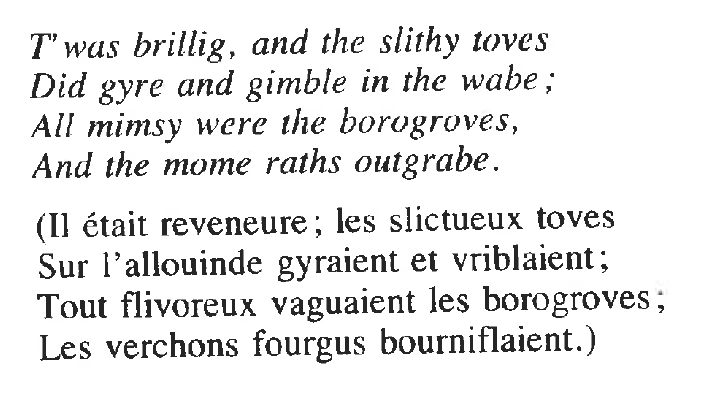 T'was brillig, and the slithy toves
Did gyre and gimble in the wabe ;
All mimsy were the borogroves,
And the mome raths outgrabe.
(Il était reveneure ; les slictueux toves
Sur l'allouinde gyraient et vriblaient ;
Tout flivoreux vaguaient les borogroves ;
Les verchons fourgus bourniflaient.)